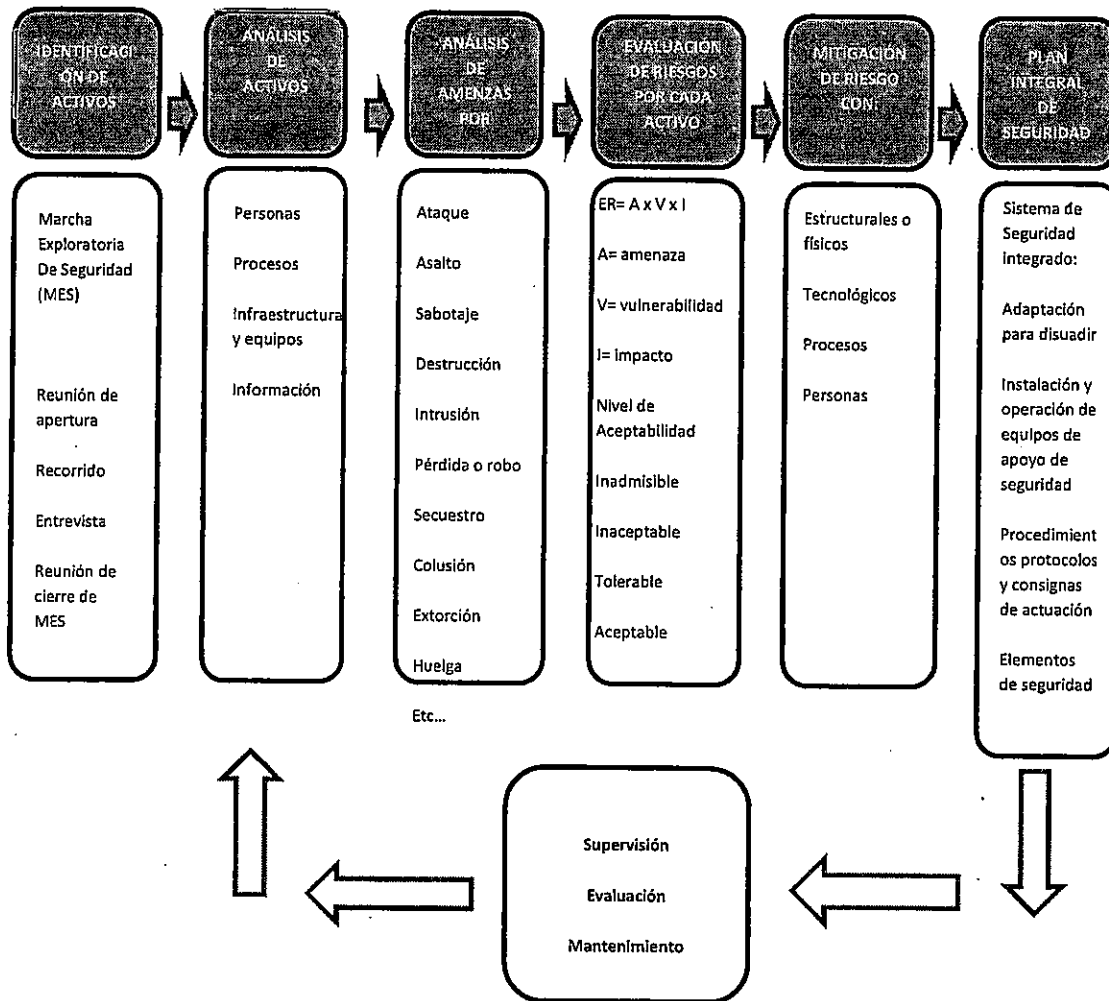 IDENTIFICACI
ÓN DE
ACTIVOS
ANÁLISIS
DE
ACTIVOS
ANÁLISIS
DE
AMENZAS
POR
EVALUACIÓN
DE RIESGOS
POR CADA
ACTIVO
MITIGACIÓN
DE RIESGO
CON:
PLAN
INTEGRAL
DE
SEGURIDAD
Marcha
Exploratoria
De Seguridad
(MES)
Reunión de
apertura
Recorrido
Entrevista
Reunión de
cierre de
MES
Personas
Procesos
Infraestructura
y equipos
Información
Ataque
Asalto
Sabotaje
Destrucción
Intrusión
Pérdida o robo
Secuestro
Colusión
Extorción
Huelga
Etc...
ER= A x V x I
A= amenaza
V= vulnerabilidad
I= impacto
Nivel de
Aceptabilidad
Inadmisible
Inaceptable
Tolerable
Aceptable
Estructurales o
físicos
Tecnológicos
Procesos
Personas
Sistema de
Seguridad
integrado:
Adaptación
para disuadir
Instalación y
operación de
equipos de
apoyo de
seguridad
Procedimient
os protocolos
y consignas
de actuación
Elementos
de seguridad
Supervisión
Evaluación
Mantenimiento